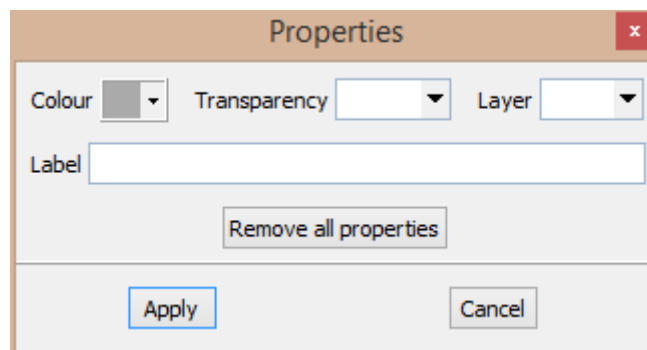 Properties x
Colour Transparency Layer
Label
Remove all properties
Apply Cancel